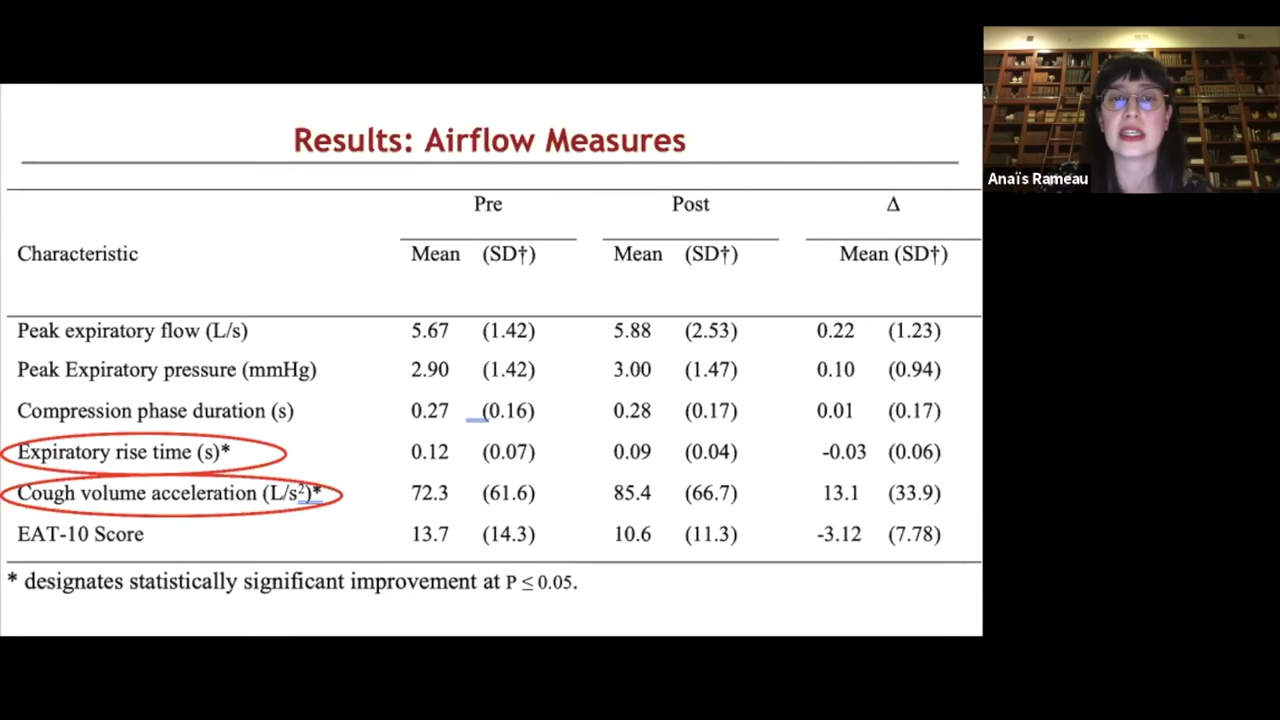 Results: Airflow Measures
Pre Post Δ
Characteristic Mean (SD†) Mean (SD†) Mean (SD†)
Peak expiratory flow (L/s) 5.67 (1.42) 5.88 (2.53) 0.22 (1.23)
Peak Expiratory pressure (mmHg) 2.90 (1.42) 3.00 (1.47) 0.10 (0.94)
Compression phase duration (s) 0.27 (0.16) 0.28 (0.17) 0.01 (0.17)
Expiratory rise time (s)* 0.12 (0.07) 0.09 (0.04) -0.03 (0.06)
Cough volume acceleration (L/s²)* 72.3 (61.6) 85.4 (66.7) 13.1 (33.9)
EAT-10 Score 13.7 (14.3) 10.6 (11.3) -3.12 (7.78)
* designates statistically significant improvement at P ≤ 0.05.
Anaïs Rameau